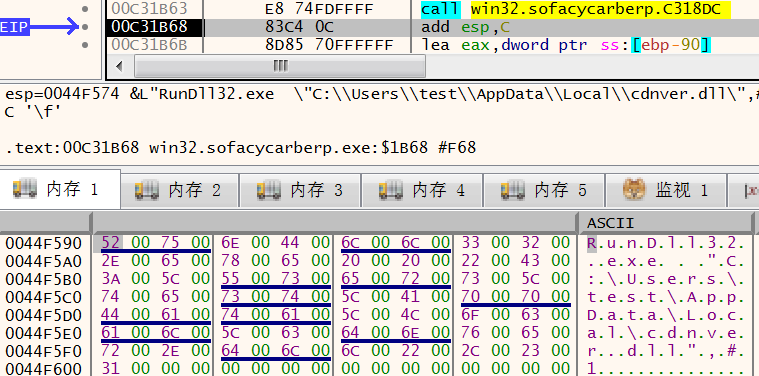 00C31B63 E8 74FDFFFF call win32.sofacycarberp.C318DC
EIP 00C31B68 83C4 0C add esp,C
00C31B6B 8D85 70FFFFFF lea eax,dword ptr ss:[ebp-90]
esp=0044F574 &L"RunDll32.exe  \"C:\\Users\\test\\AppData\\Local\\cdnver.dll\",#
C '\f'
.text:00C31B68 win32.sofacycarberp.exe:$1B68 #F68
内存 1 内存 2 内存 3 内存 4 内存 5 监视 1 |x|
ASCII
0044F590 52 00 75 00 6E 00 44 00 6C 00 6C 00 33 00 32 00 R.u.n.D.l.l.3.2.
0044F5A0 2E 00 65 00 78 00 65 00 20 00 20 00 22 00 43 00 ..e.x.e. . .".C.
0044F5B0 3A 00 5C 00 55 00 73 00 65 00 72 00 73 00 5C 00 :.\.U.s.e.r.s.\.
0044F5C0 74 00 65 00 73 00 74 00 5C 00 41 00 70 00 70 00 t.e.s.t.\.A.p.p.
0044F5D0 44 00 61 00 74 00 61 00 5C 00 4C 00 6F 00 63 00 D.a.t.a.\.L.o.c.
0044F5E0 61 00 6C 00 5C 00 63 00 64 00 6E 00 76 00 65 00 a.l.\.c.d.n.v.e.
0044F5F0 72 00 2E 00 64 00 6C 00 6C 00 22 00 2C 00 23 00 r...d.l.l.".,.#.
0044F600 31 00 00 00 00 00 00 00 00 00 00 00 00 00 00 00 1...............